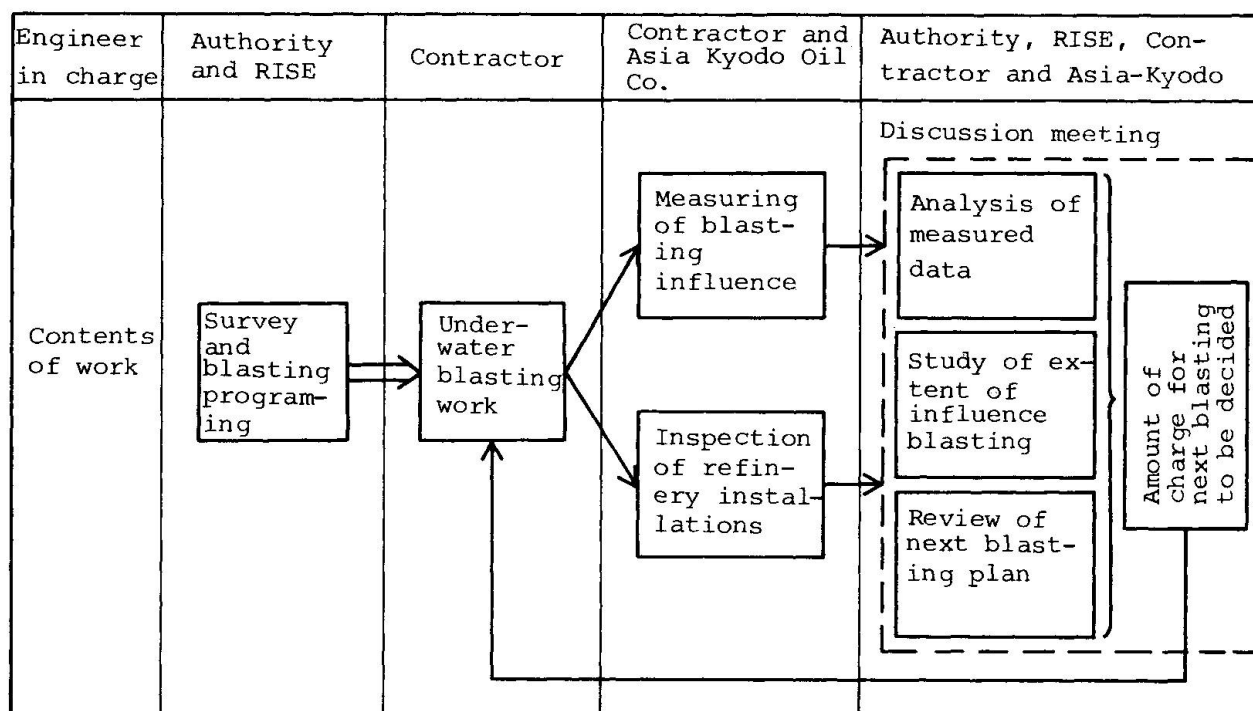 Engineer
in charge
Authority
and RISE
Contractor
Contractor and
Asia Kyodo Oil
Co.
Authority, RISE, Con-
tractor and Asia-Kyodo
Contents
of work
Survey
and
blasting
program-
ing
Under-
water
blasting
work
Measuring
of blast-
ing
influence
Inspection
of refin-
ery instal-
lations
Discussion meeting
Analysis of
measured
data
Study of ex-
tent of
influence
blasting
Review of
next blast-
ing plan
Amount of
charge for
next blasting
to be decided